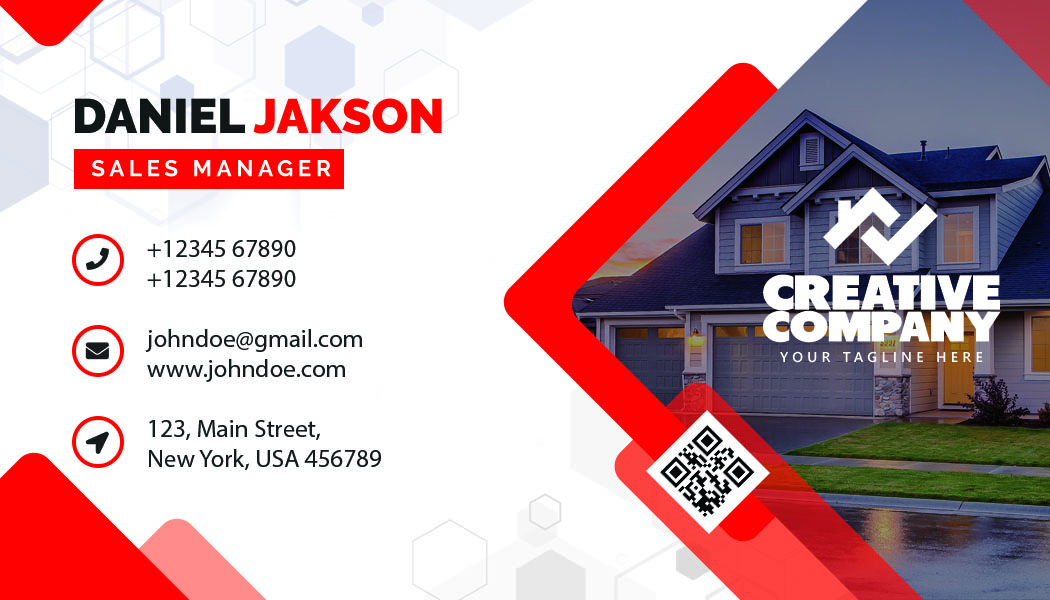 DANIEL JAKSON
SALES MANAGER
+12345 67890
+12345 67890
johndoe@gmail.com
www.johndoe.com
123, Main Street,
New York, USA 456789
CREATIVE
COMPANY
YOUR TAGLINE HERE